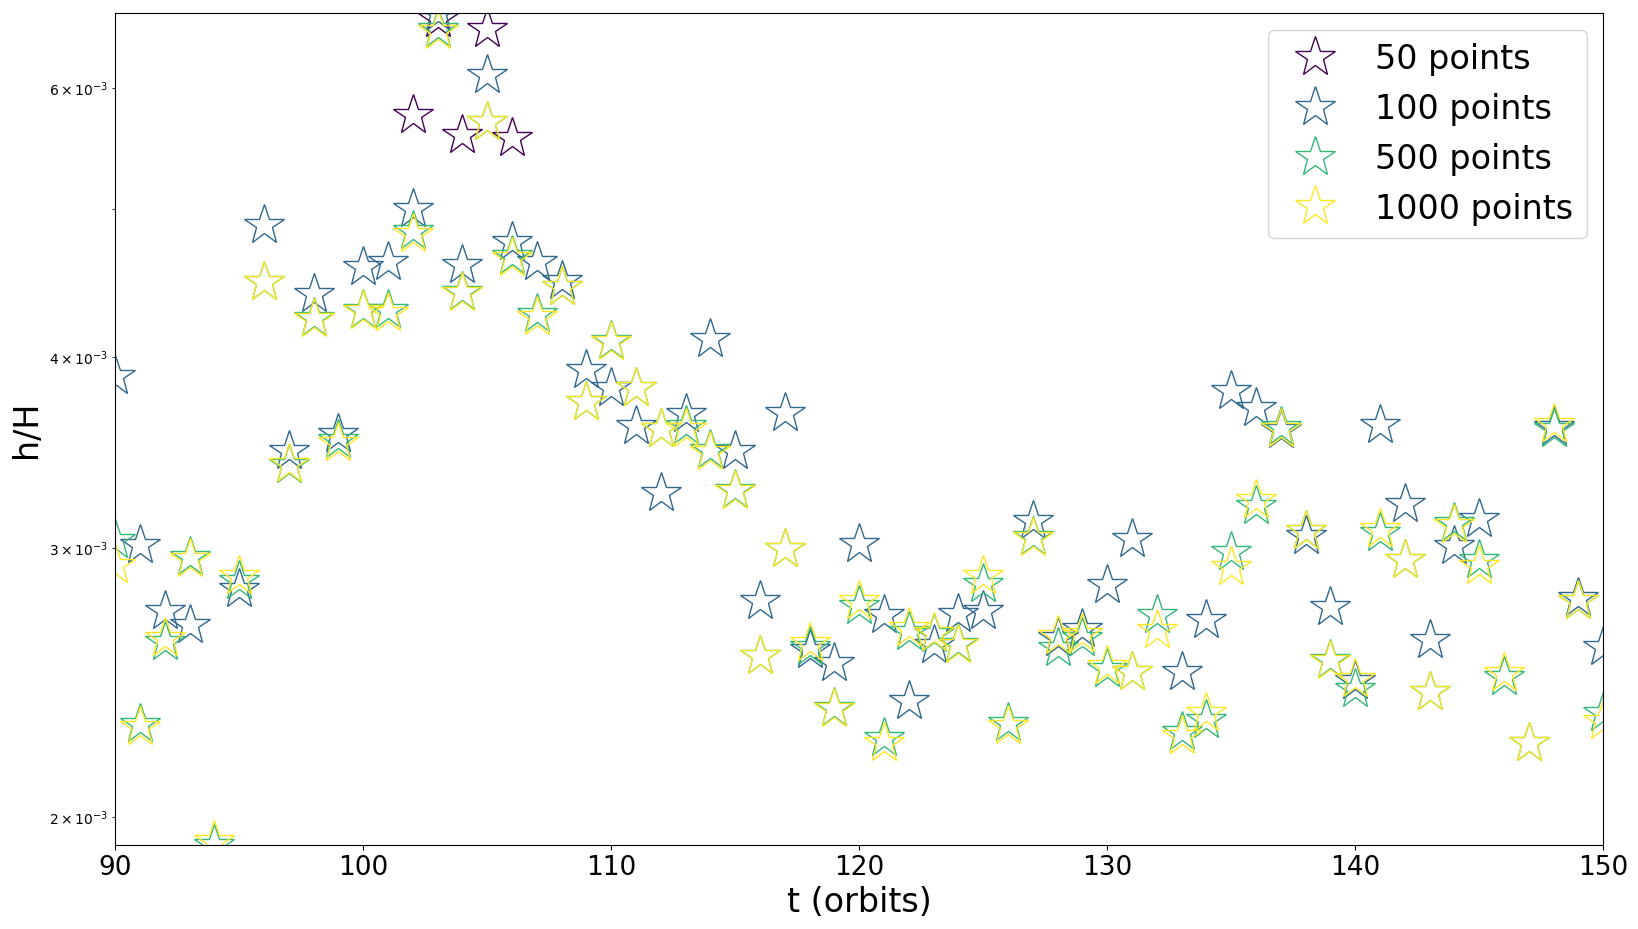 50 points
100 points
500 points
1000 points
6 × 10⁻³
4 × 10⁻³
3 × 10⁻³
2 × 10⁻³
h/H
90 100 110 120 130 140 150
t (orbits)